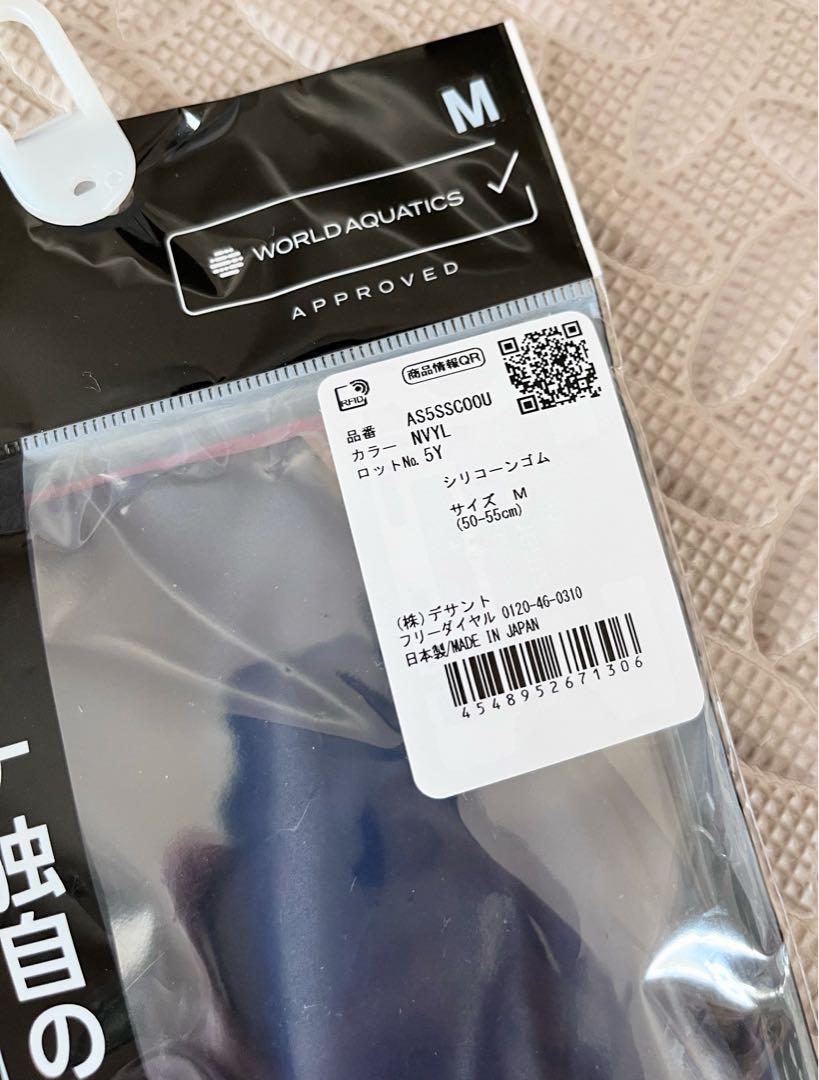 M
WORLD AQUATICS
APPROVED
RFID
商品情報QR
品番 AS5SSC00U
カラー NVYL
ロットNo. 5Y
シリコーンゴム
サイズ M
(50-55cm)
(株)デサント
フリーダイヤル 0120-46-0310
日本製/MADE IN JAPAN
4548952671306
独自の